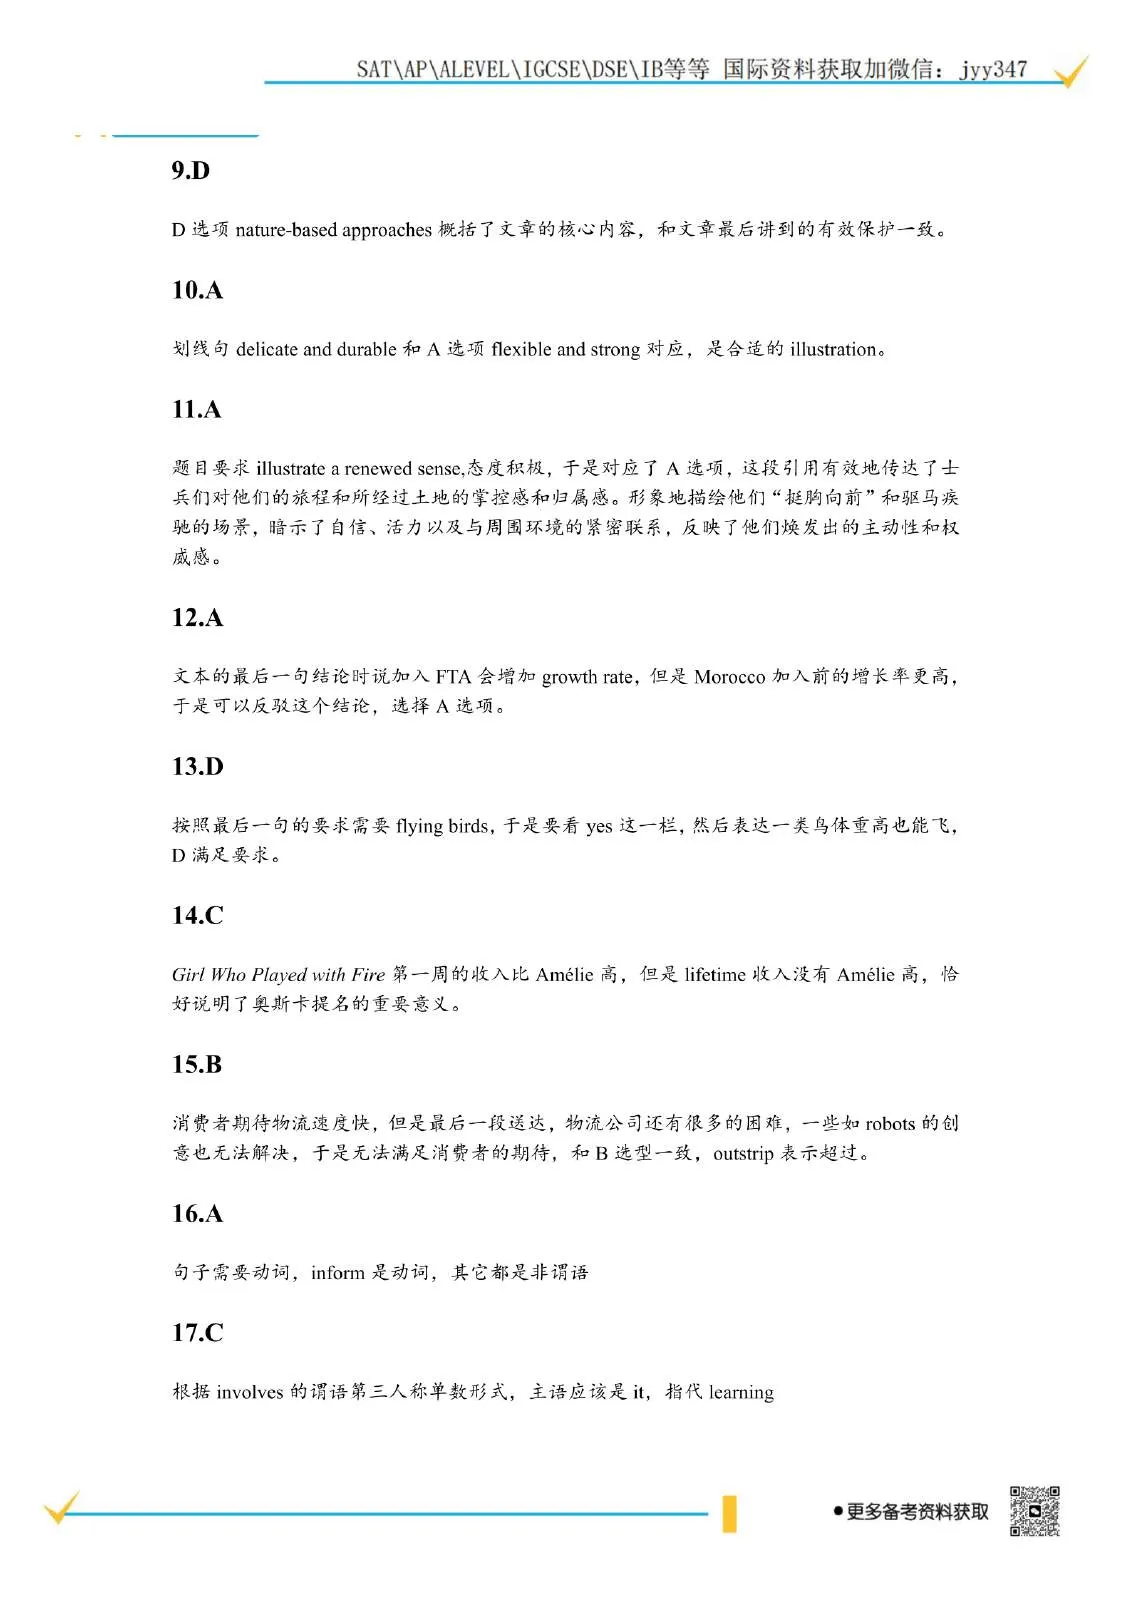 SAT\AP\ALEVEL\IGCSE\DSE\IB等等 国际资料获取加微信：jyy347
9.D
D 选项 nature-based approaches 概括了文章的核心内容，和文章最后讲到的有效保护一致。
10.A
划线句 delicate and durable 和 A 选项 flexible and strong 对应，是合适的 illustration。
11.A
题目要求 illustrate a renewed sense,态度积极，于是对应了 A 选项，这段引用有效地传达了士
兵们对他们的旅程和所经过土地的掌控感和归属感。形象地描绘他们“挺胸向前”和驱马疾
驰的场景，暗示了自信、活力以及与周围环境的紧密联系，反映了他们焕发出的主动性和权
威感。
12.A
文本的最后一句结论时说加入 FTA 会增加 growth rate，但是 Morocco 加入前的增长率更高，
于是可以反驳这个结论，选择 A 选项。
13.D
按照最后一句的要求需要 flying birds，于是要看 yes 这一栏，然后表达一类鸟体重高也能飞，
D 满足要求。
14.C
Girl Who Played with Fire 第一周的收入比 Amélie 高，但是 lifetime 收入没有 Amélie 高，恰
好说明了奥斯卡提名的重要意义。
15.B
消费者期待物流速度快，但是最后一段送达，物流公司还有很多的困难，一些如 robots 的创
意也无法解决，于是无法满足消费者的期待，和 B 选型一致，outstrip 表示超过。
16.A
句子需要动词，inform 是动词，其它都是非谓语
17.C
根据 involves 的谓语第三人称单数形式，主语应该是 it，指代 learning
●更多备考资料获取